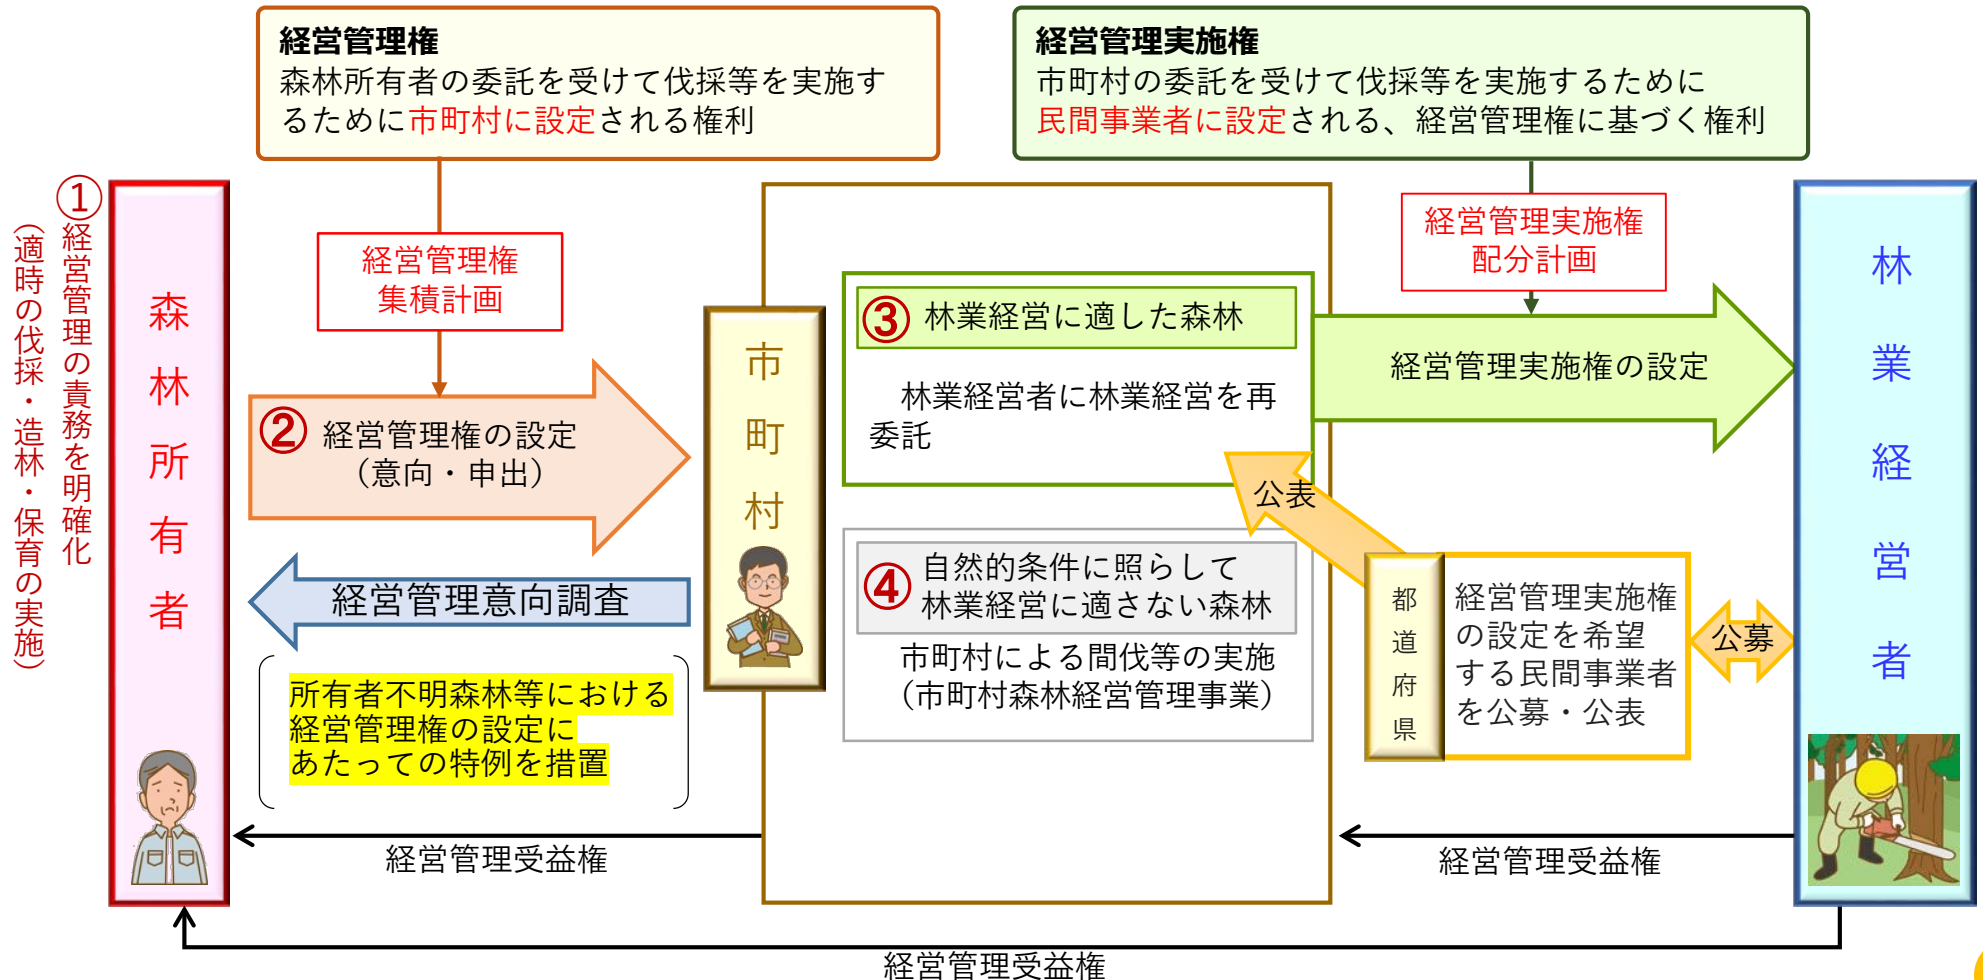 経営管理権
森林所有者の委託を受けて伐採等を実施す
るために市町村に設定される権利
経営管理実施権
市町村の委託を受けて伐採等を実施するために
民間事業者に設定される、経営管理権に基づく権利
①経営管理の責務を明確化
（適時の伐採・造林・保育の実施）
森林所有者
経営管理権
集積計画
② 経営管理権の設定
（意向・申出）
経営管理意向調査
所有者不明森林等における
経営管理権の設定に
あたっての特例を措置
市町村
③ 林業経営に適した森林
林業経営者に林業経営を再
委託
④ 自然的条件に照らして
林業経営に適さない森林
市町村による間伐等の実施
（市町村森林経営管理事業）
経営管理実施権
配分計画
経営管理実施権の設定
公表
都道府県
経営管理実施権
の設定を希望
する民間事業者
を公募・公表
公募
林業経営者
経営管理受益権
経営管理受益権
経営管理受益権